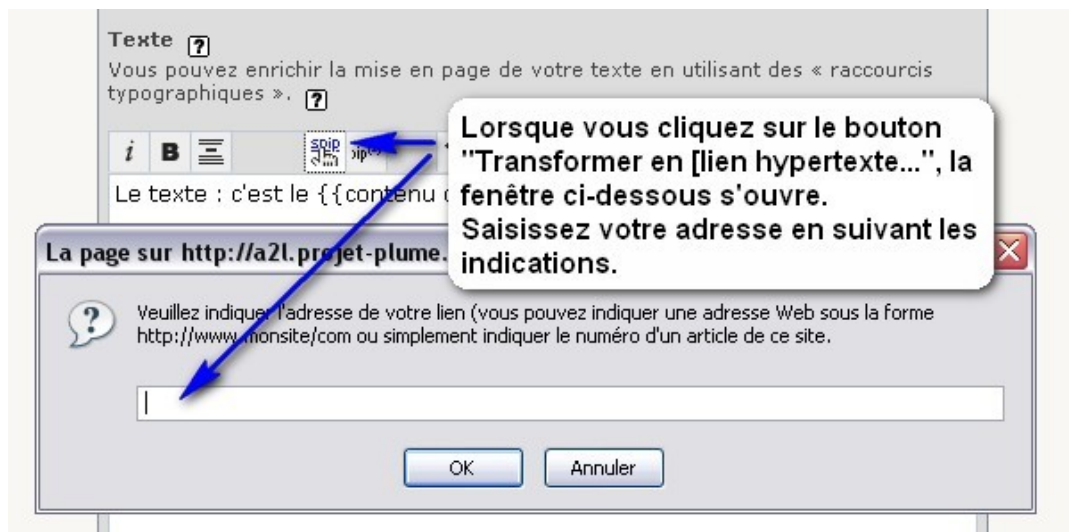 Texte ?
Vous pouvez enrichir la mise en page de votre texte en utilisant des « raccourcis
typographiques ». ?
Lorsque vous cliquez sur le bouton
"Transformer en [lien hypertexte...", la
fenêtre ci-dessous s'ouvre.
Saisissez votre adresse en suivant les
indications.
i B spip
Le texte : c'est le {{contenu
La page sur http://a2l.projet-plume.
Veuillez indiquer l'adresse de votre lien (vous pouvez indiquer une adresse Web sous la forme
http://www.monsite/com ou simplement indiquer le numéro d'un article de ce site.
OK Annuler